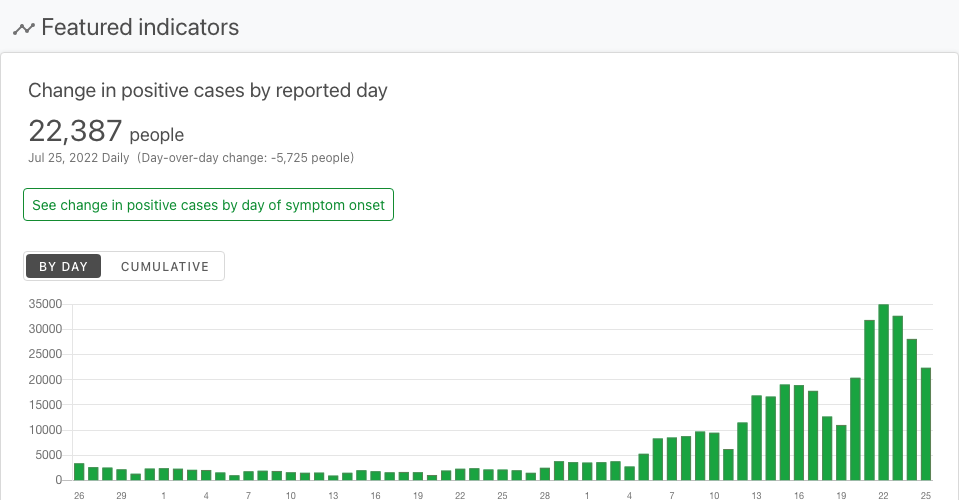 Featured indicators
Change in positive cases by reported day
22,387 people
Jul 25, 2022 Daily (Day-over-day change: -5,725 people)
See change in positive cases by day of symptom onset
BY DAY CUMULATIVE
35000
30000
25000
20000
15000
10000
5000
0
26 29 1 4 7 10 13 16 19 22 25 28 1 4 7 10 13 16 19 22 25